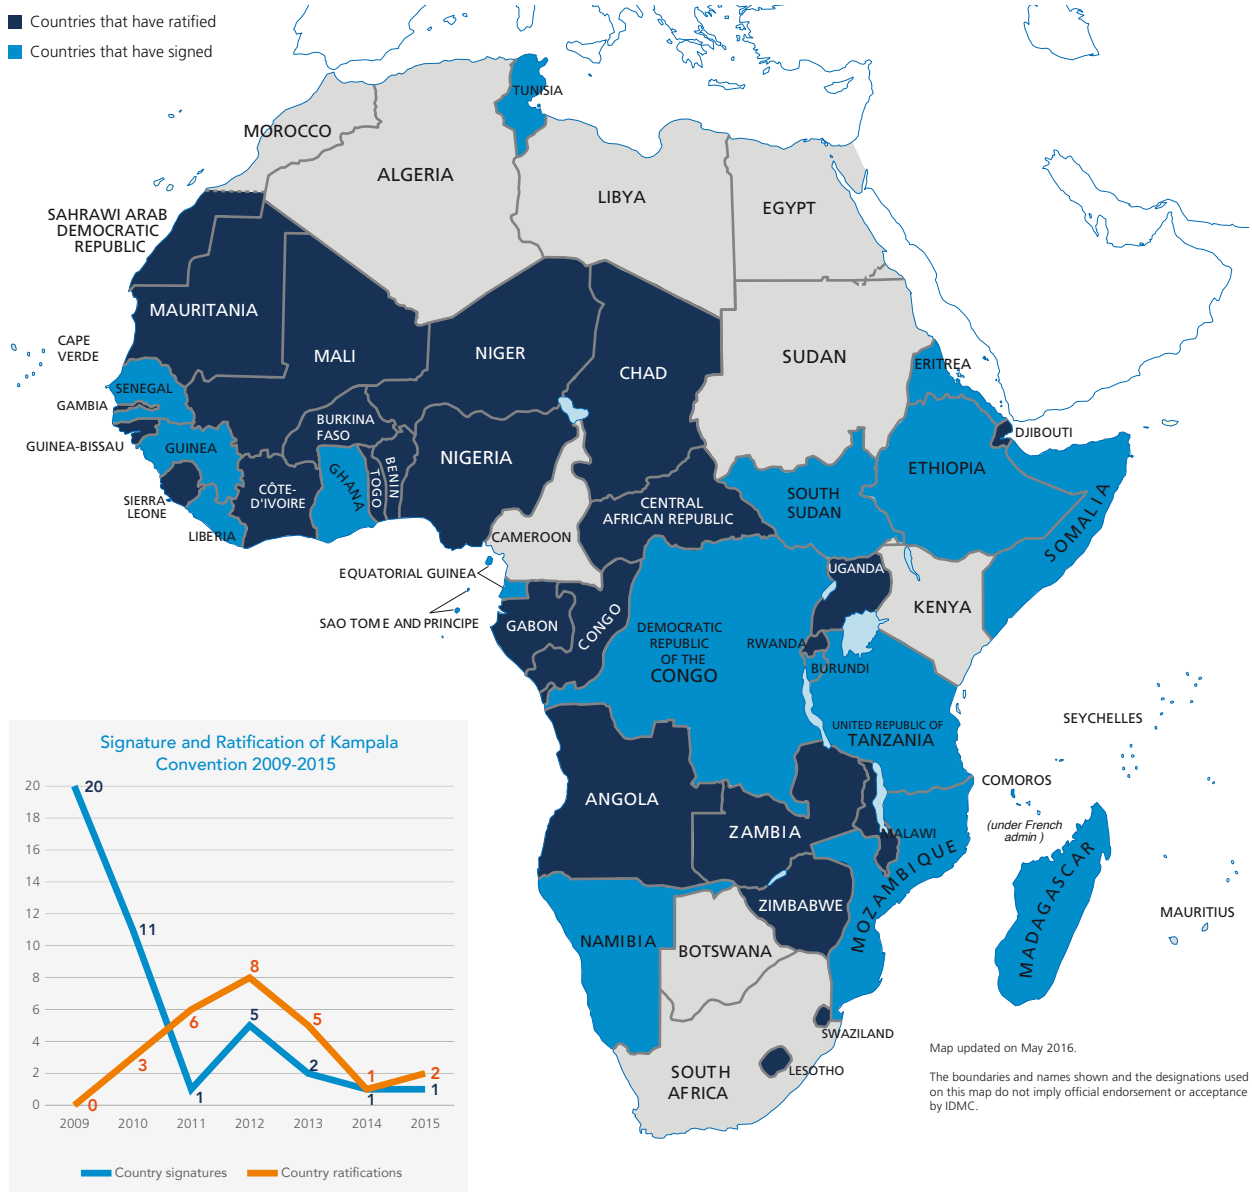 Countries that have ratified
Countries that have signed
TUNISIA
MOROCCO
ALGERIA
LIBYA
EGYPT
SAHRAWI ARAB
DEMOCRATIC
REPUBLIC
MAURITANIA
MALI
NIGER
CHAD
SUDAN
ERITREA
CAPE
VERDE
SENEGAL
GAMBIA
GUINEA-BISSAU
GUINEA
SIERRA-
LEONE
LIBERIA
CÔTE-
D'IVOIRE
BURKINA
FASO
GHANA
TOGO
BENIN
NIGERIA
CAMEROON
CENTRAL
AFRICAN REPUBLIC
SOUTH
SUDAN
ETHIOPIA
DJIBOUTI
SOMALIA
EQUATORIAL GUINEA
SAO TOME AND PRINCIPE
GABON
CONGO
DEMOCRATIC
REPUBLIC
OF THE
CONGO
UGANDA
KENYA
RWANDA
BURUNDI
UNITED REPUBLIC OF
TANZANIA
SEYCHELLES
COMOROS
(under French
admin )
ANGOLA
ZAMBIA
MALAWI
MOZAMBIQUE
ZIMBABWE
NAMIBIA
BOTSWANA
MADAGASCAR
MAURITIUS
SWAZILAND
LESOTHO
SOUTH
AFRICA
Signature and Ratification of Kampala
Convention 2009-2015
20
18
16
14
12
10
8
6
4
2
0
20
11
1
5
2
1
1
0
3
6
8
5
1
2
2009 2010 2011 2012 2013 2014 2015
Country signatures
Country ratifications
Map updated on May 2016.
The boundaries and names shown and the designations used
on this map do not imply official endorsement or acceptance
by IDMC.